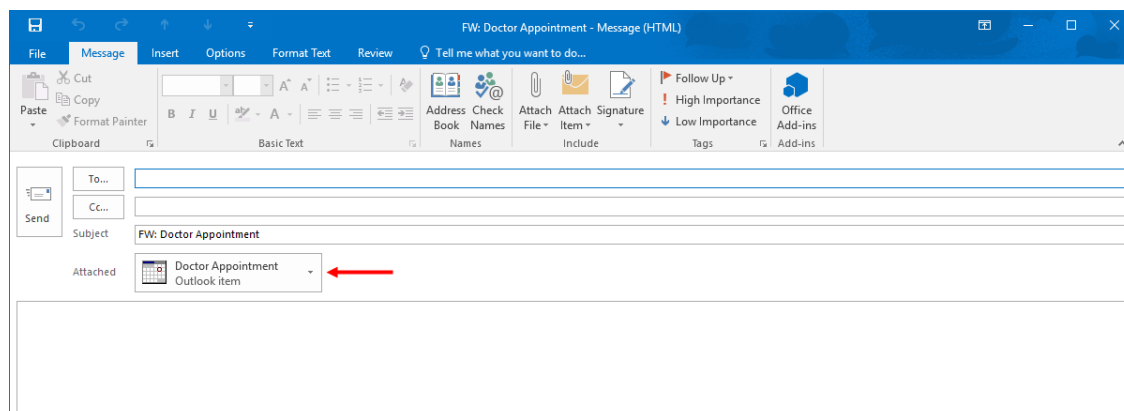 FW: Doctor Appointment - Message (HTML)
File Message Insert Options Format Text Review Tell me what you want to do...
Paste
Cut
Copy
Format Painter
Clipboard
B I U aby A
A A
Basic Text
Address Book
Check Names
Names
Attach File
Attach Item
Signature
Include
Follow Up
! High Importance
Low Importance
Tags
Office Add-ins
Add-ins
Send
To...
Cc...
Subject FW: Doctor Appointment
Attached Doctor Appointment
Outlook item